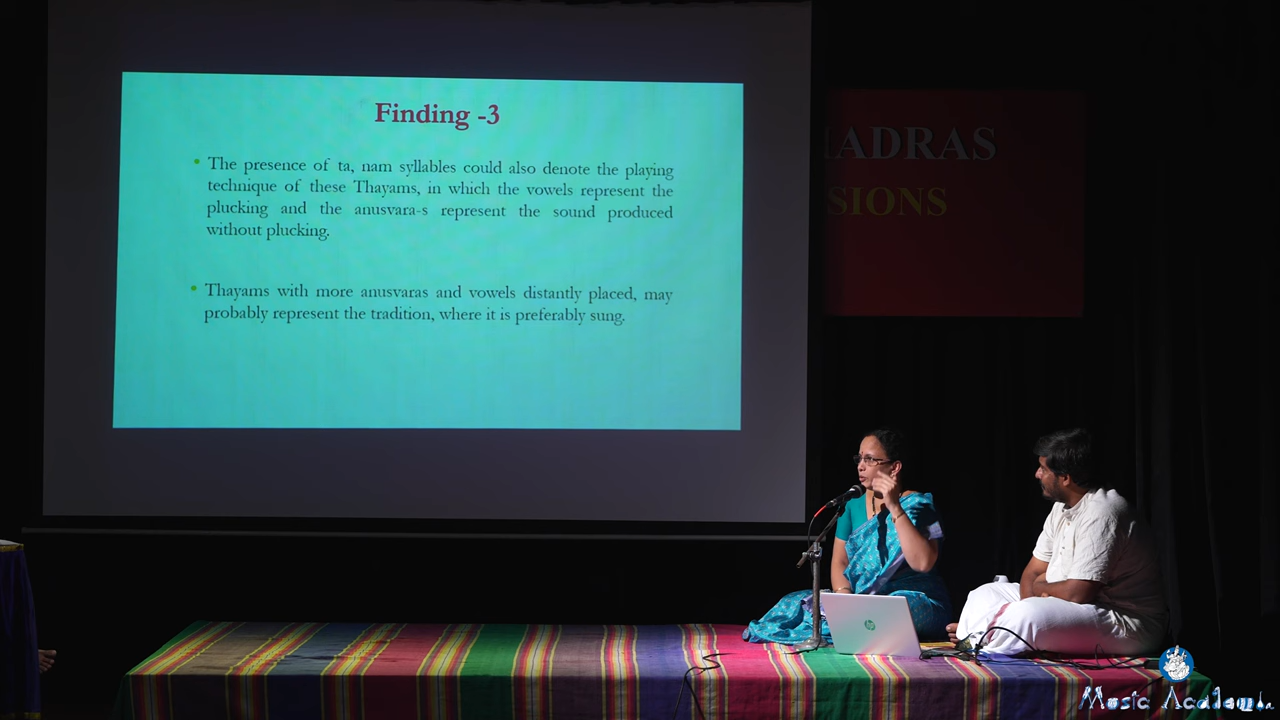 Finding -3
• The presence of ta, nam syllables could also denote the playing
technique of these Thayams, in which the vowels represent the
plucking and the anusvara-s represent the sound produced
without plucking.
• Thayams with more anusvaras and vowels distantly placed, may
probably represent the tradition, where it is preferably sung.
ADRAS
SIONS
hp
Music Academy